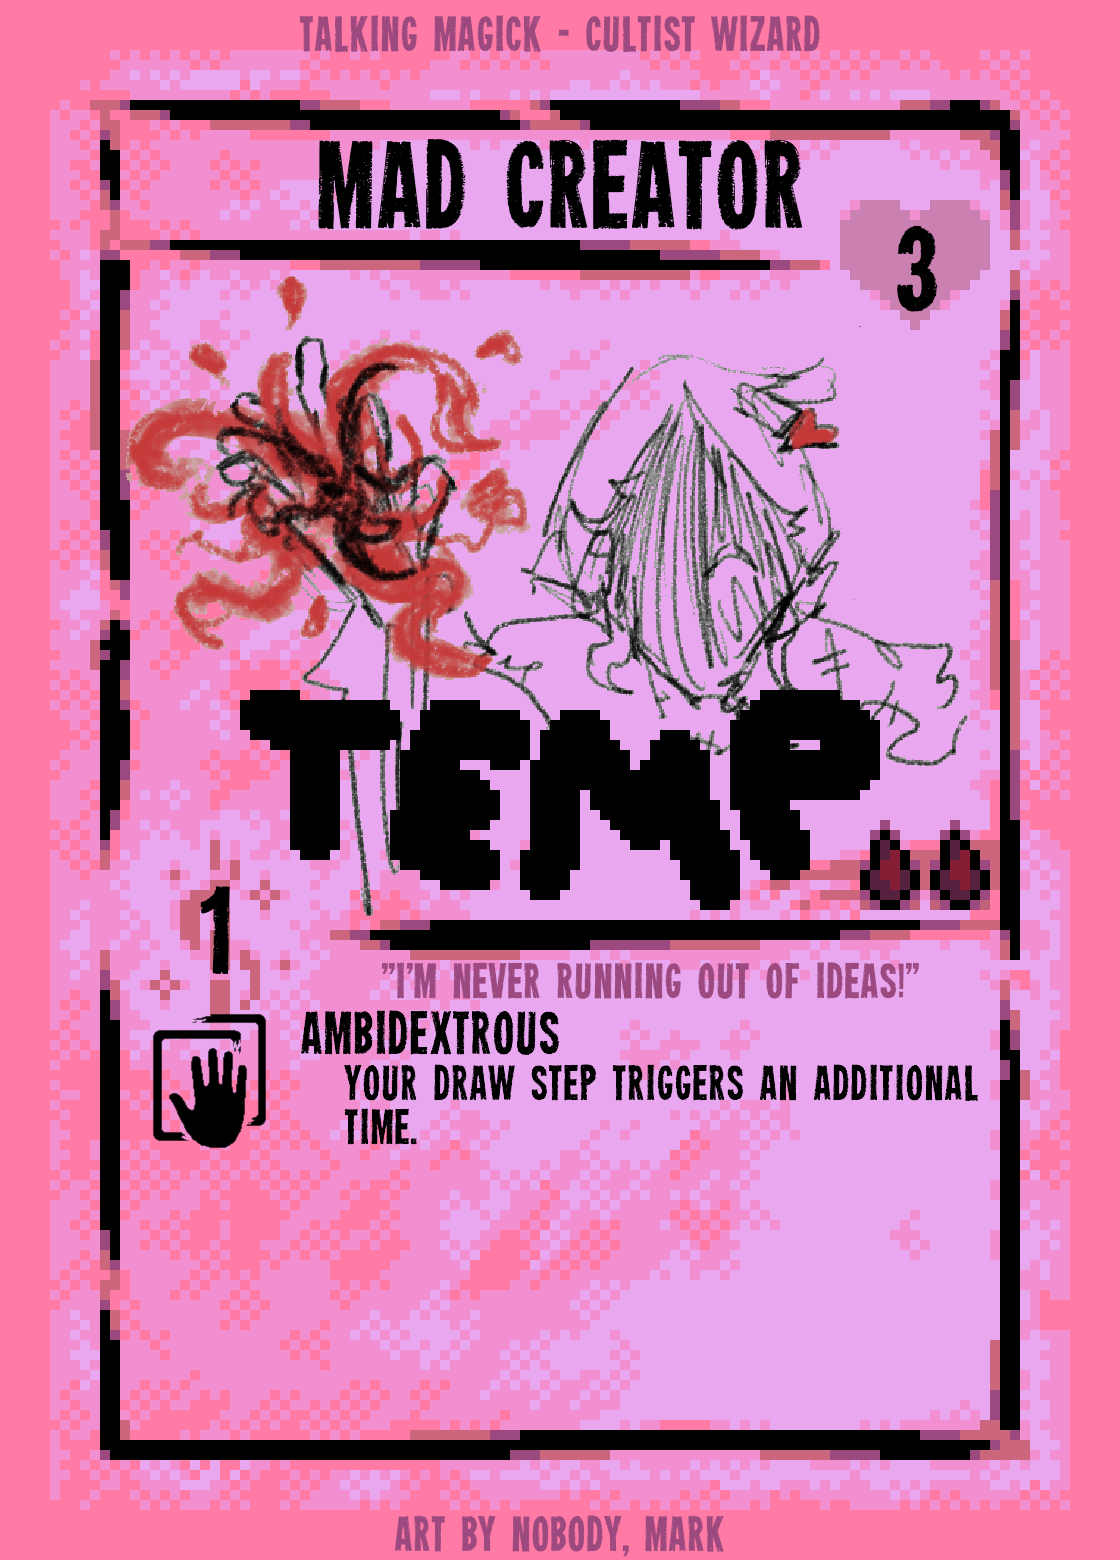 TALKING MAGICK - CULTIST WIZARD
MAD CREATOR
3
TEMP
1
"I'M NEVER RUNNING OUT OF IDEAS!"
AMBIDEXTROUS
YOUR DRAW STEP TRIGGERS AN ADDITIONAL
TIME.
ART BY NOBODY, MARK